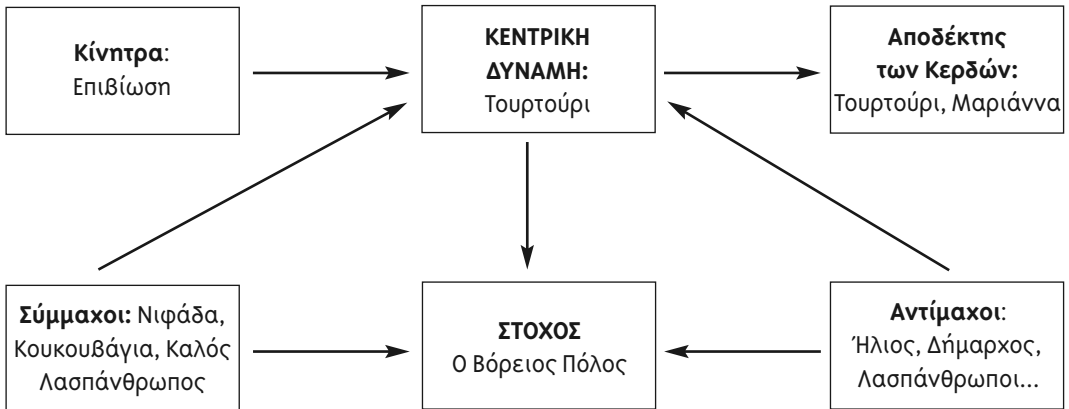 Κίνητρα:
Επιβίωση
ΚΕΝΤΡΙΚΗ
ΔΥΝΑΜΗ:
Τουρτούρι
Αποδέκτης
των Κερδών:
Τουρτούρι, Μαριάννα
Σύμμαχοι: Νιφάδα,
Κουκουβάγια, Καλός
Λασπάνθρωπος
ΣΤΟΧΟΣ
Ο Βόρειος Πόλος
Αντίμαχοι:
Ήλιος, Δήμαρχος,
Λασπάνθρωποι...